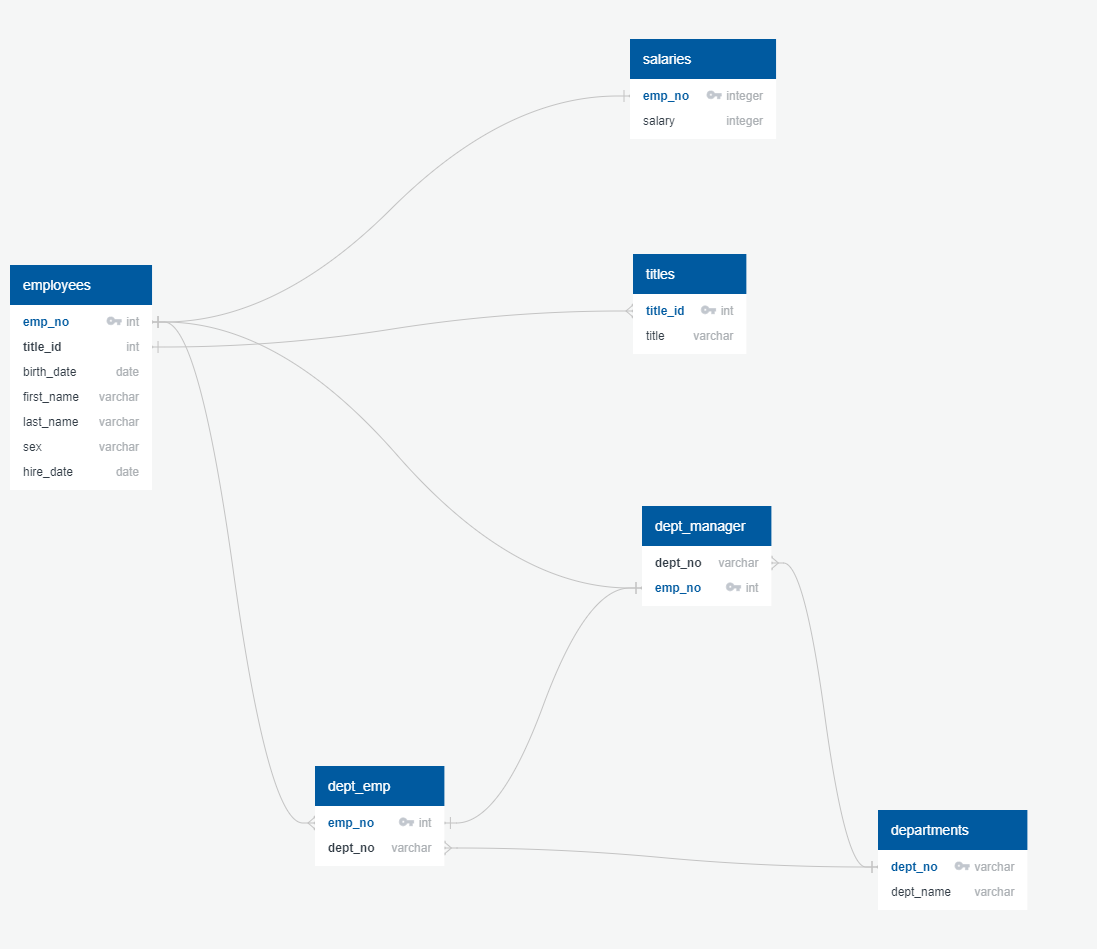 salaries
emp_no integer
salary integer
titles
title_id int
title varchar
employees
emp_no int
title_id int
birth_date date
first_name varchar
last_name varchar
sex varchar
hire_date date
dept_manager
dept_no varchar
emp_no int
dept_emp
emp_no int
dept_no varchar
departments
dept_no varchar
dept_name varchar